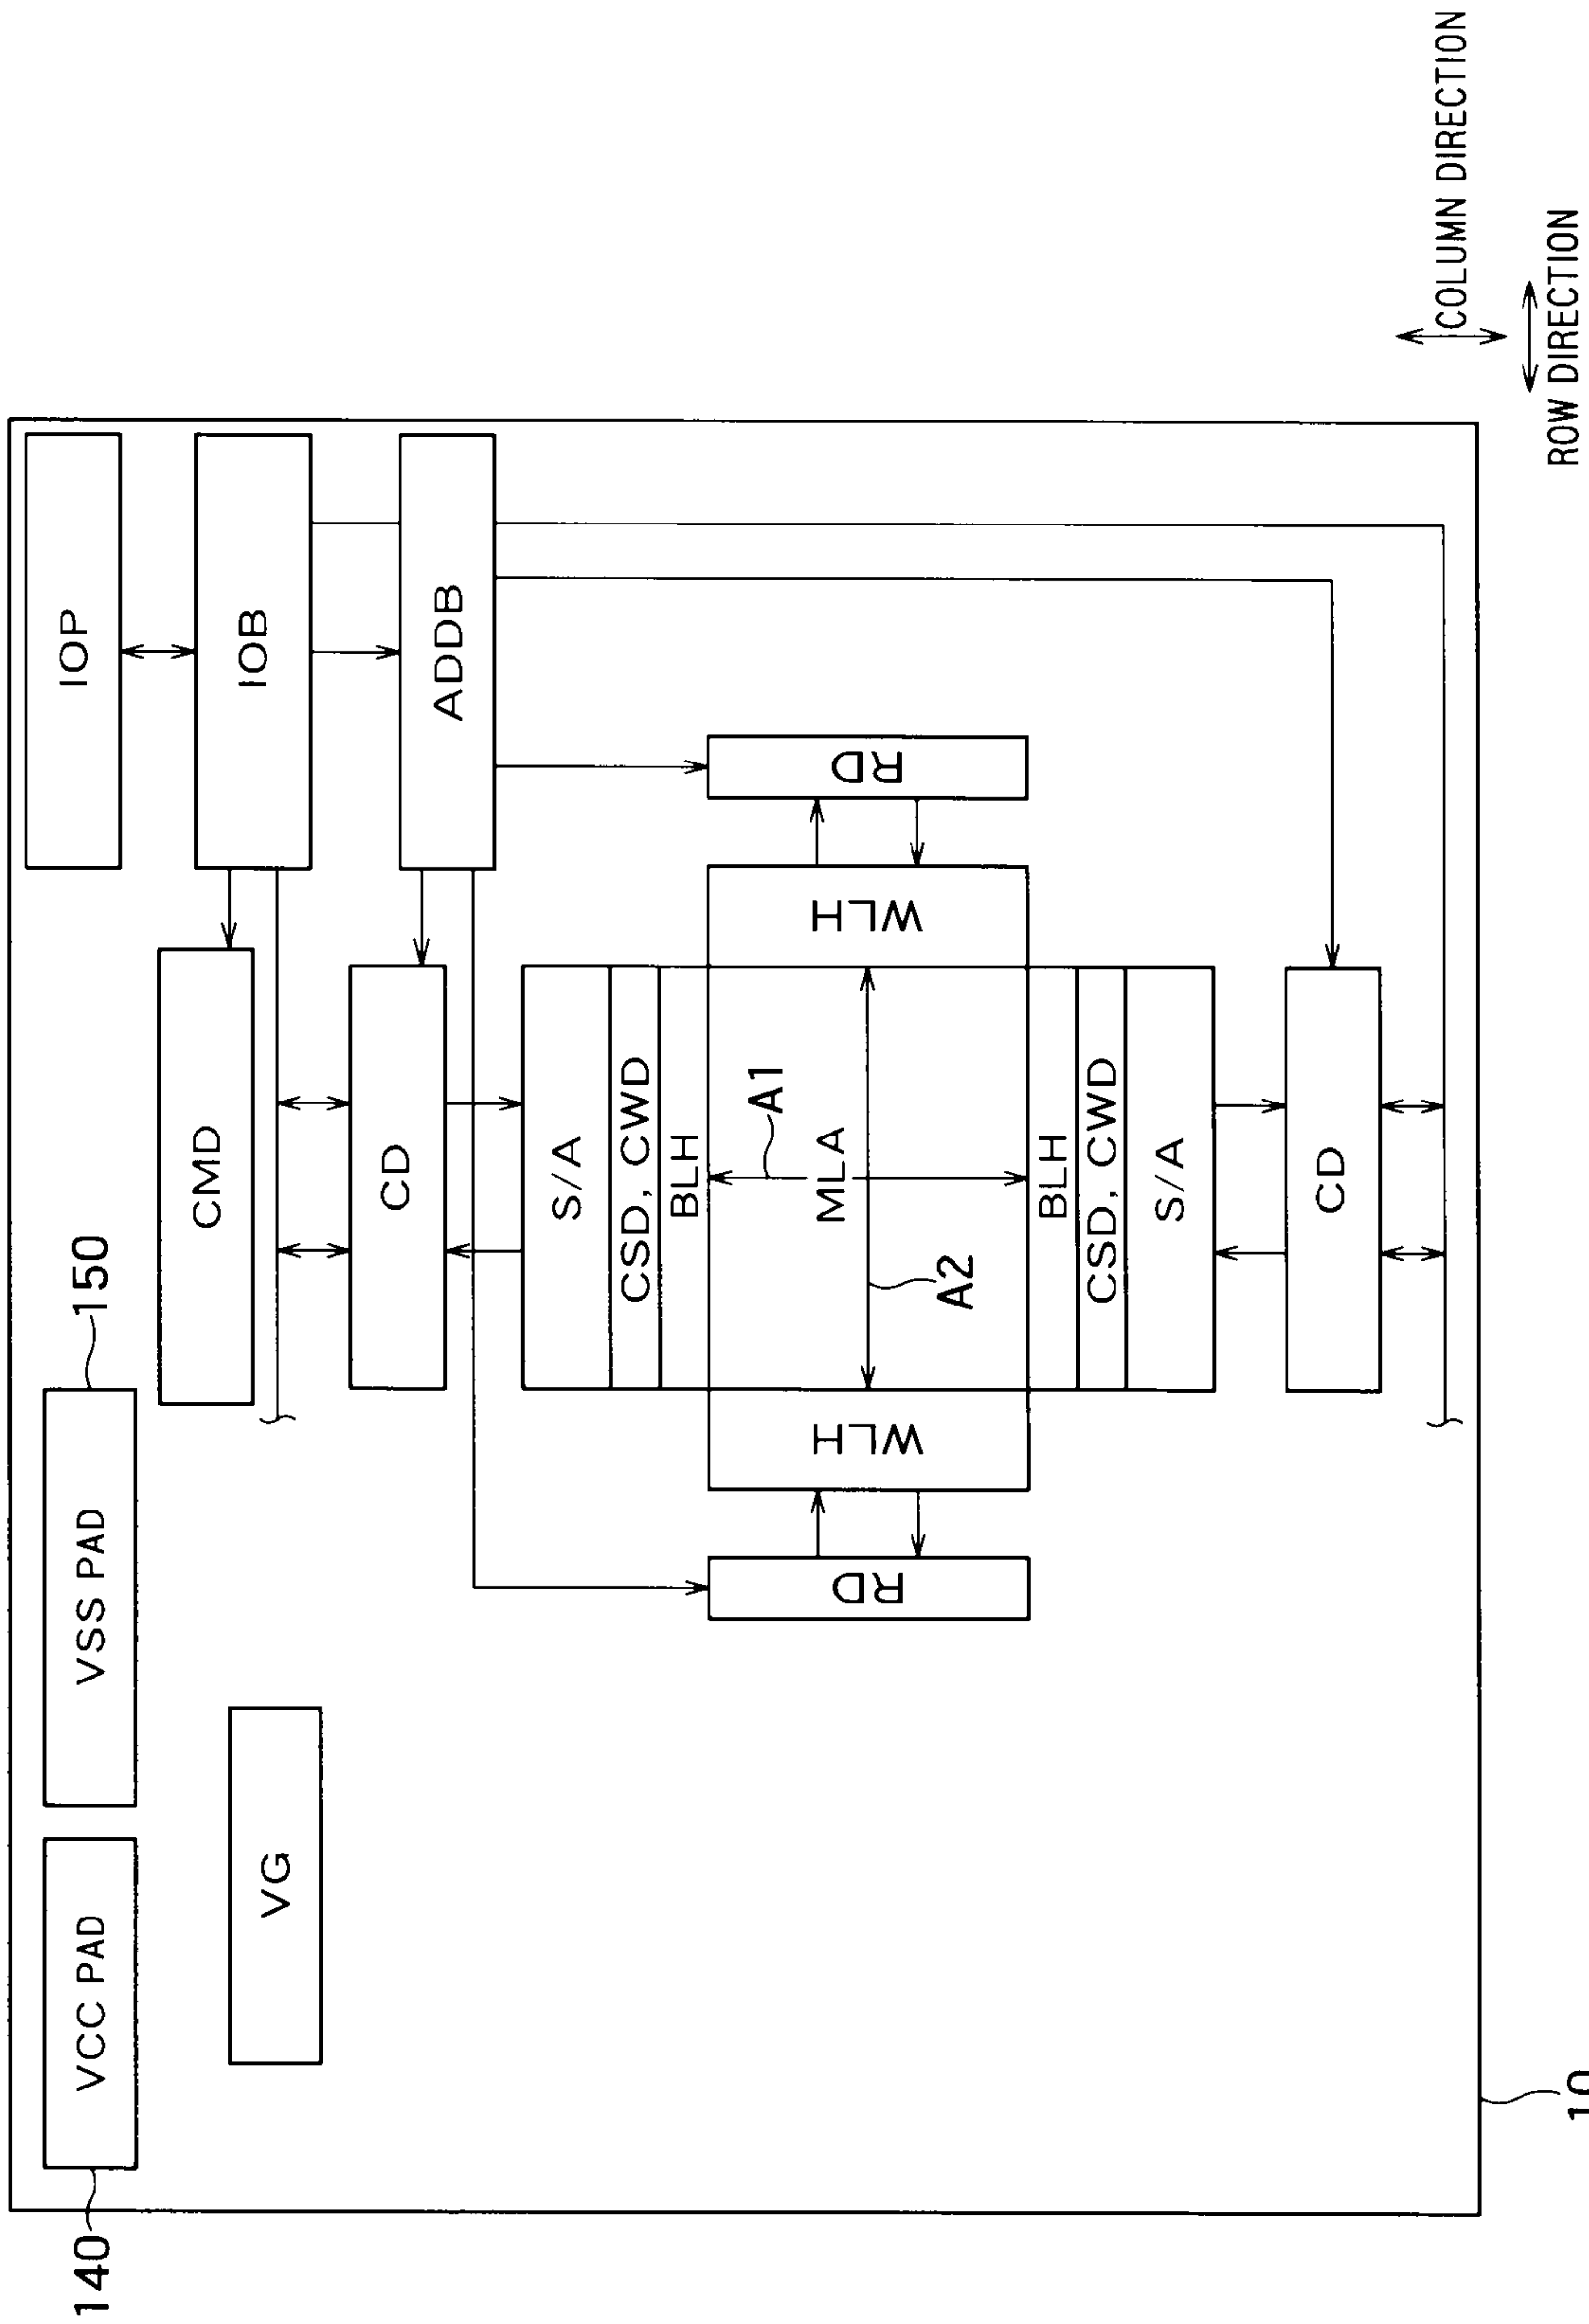 140
VCC PAD
VSS PAD
150
IOP
VG
CMD
IOB
CD
ADDB
S/A
CSD, CWD
BLH
A1
RD
WLH
MLA
WLH
RD
A2
BLH
CSD, CWD
S/A
CD
COLUMN DIRECTION
ROW DIRECTION
10